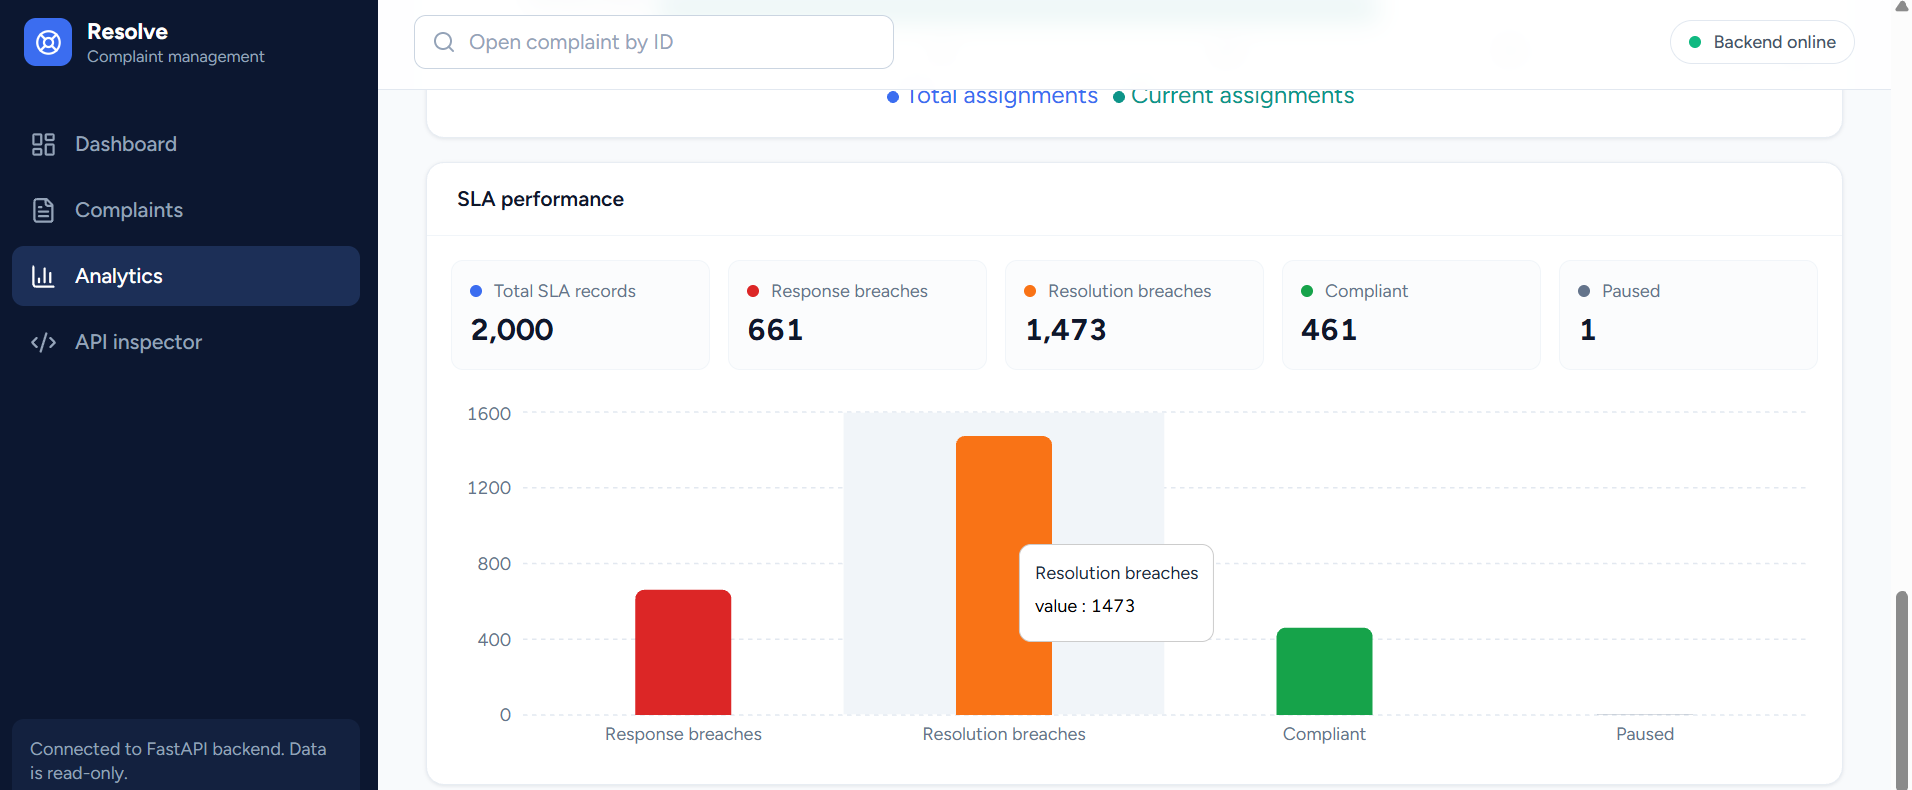 Resolve
Complaint management
Open complaint by ID
Backend online
Dashboard
Complaints
Analytics
API inspector
Connected to FastAPI backend. Data
is read-only.
Total assignments Current assignments
SLA performance
Total SLA records
2,000
Response breaches
661
Resolution breaches
1,473
Compliant
461
Paused
1
1600
1200
800
400
0
Resolution breaches
value : 1473
Response breaches
Resolution breaches
Compliant
Paused